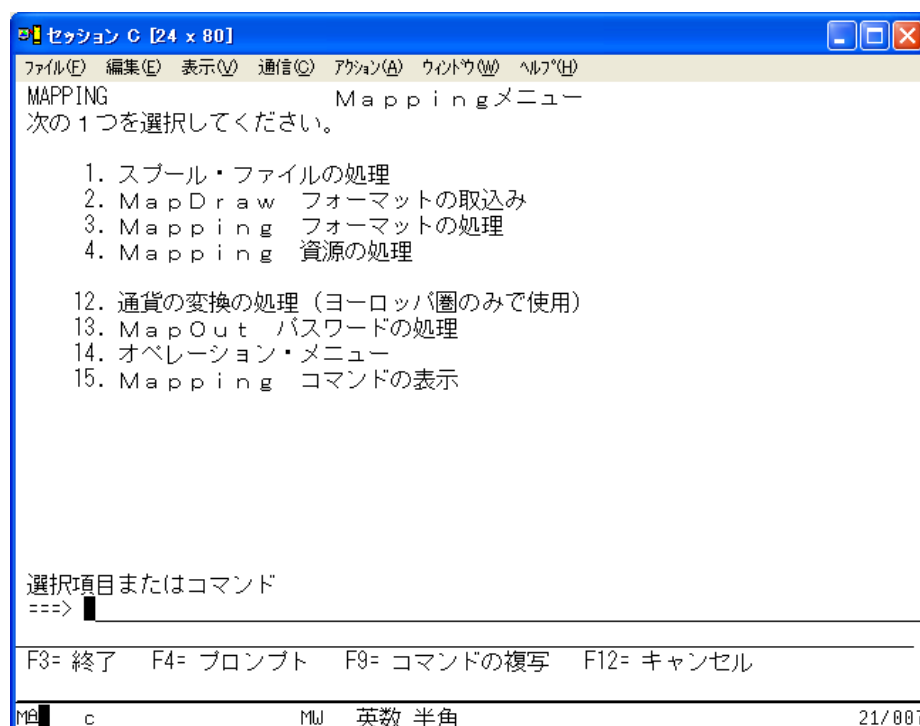 セッション C [24 x 80]
ファイル(F) 編集(E) 表示(V) 通信(C) アクション(A) ウィンドウ(W) ヘルプ(H)
MAPPING Ｍａｐｐｉｎｇメニュー
次の１つを選択してください。
1. スプール・ファイルの処理
2. ＭａｐＤｒａｗ　フォーマットの取込み
3. Ｍａｐｐｉｎｇ　フォーマットの処理
4. Ｍａｐｐｉｎｇ　資源の処理
12. 通貨の変換の処理（ヨーロッパ圏のみで使用）
13. ＭａｐＯｕｔ　パスワードの処理
14. オペレーション・メニュー
15. Ｍａｐｐｉｎｇ　コマンドの表示
選択項目またはコマンド
===>
F3= 終了 F4= プロンプト F9= コマンドの複写 F12= キャンセル
MA c MW 英数 半角 21/007